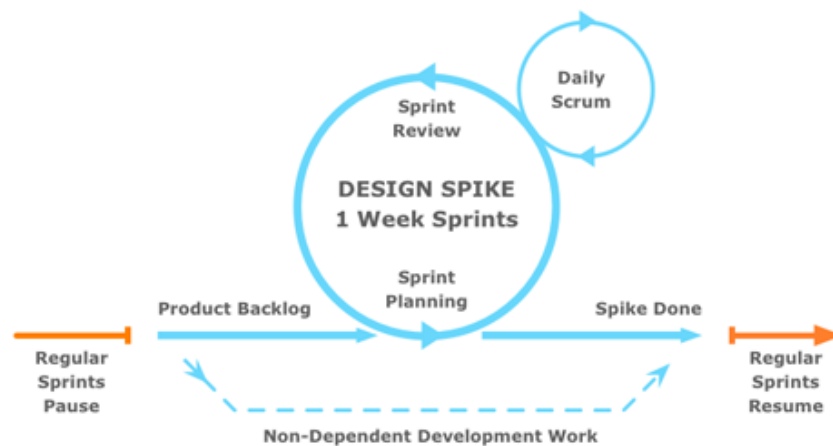 Daily
Scrum
Sprint
Review
DESIGN SPIKE
1 Week Sprints
Sprint
Planning
Product Backlog
Spike Done
Regular
Sprints
Pause
Regular
Sprints
Resume
Non-Dependent Development Work